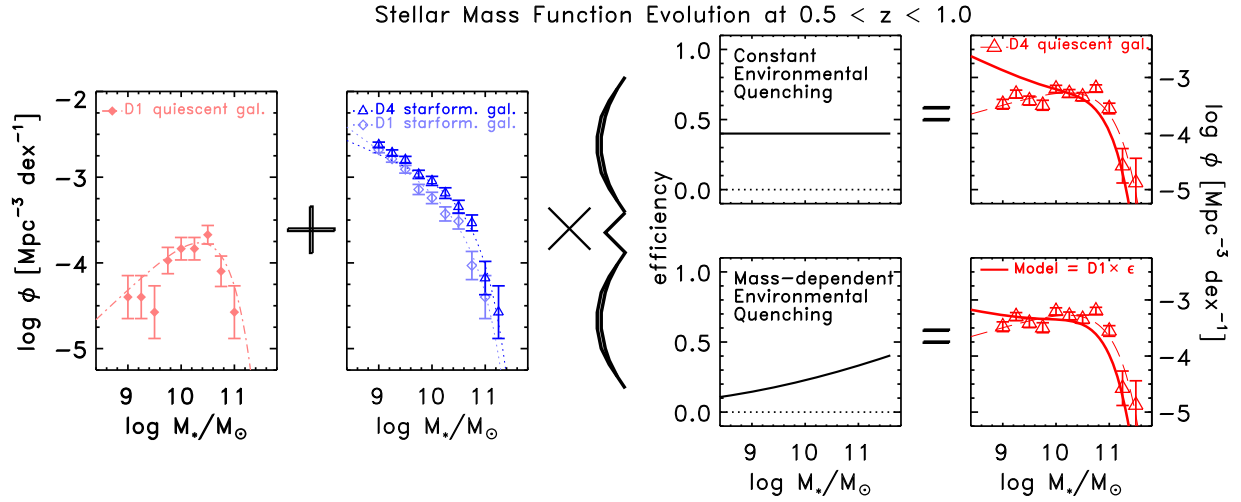 Stellar Mass Function Evolution at 0.5 < z < 1.0
log ϕ [Mpc⁻³ dex⁻¹]
−2
−3
−4
−5
D1 quiescent gal.
9 10 11
log M*/M⊙
+
D4 starform. gal.
D1 starform. gal.
9 10 11
log M*/M⊙
×
efficiency
1.0
0.5
0.0
Constant
Environmental
Quenching
=
D4 quiescent gal.
−3
−4
−5
1.0
0.5
0.0
Mass−dependent
Environmental
Quenching
9 10 11
log M*/M⊙
=
Model = D1× ϵ
−3
−4
−5
9 10 11
log M*/M⊙
log ϕ [Mpc⁻³ dex⁻¹]